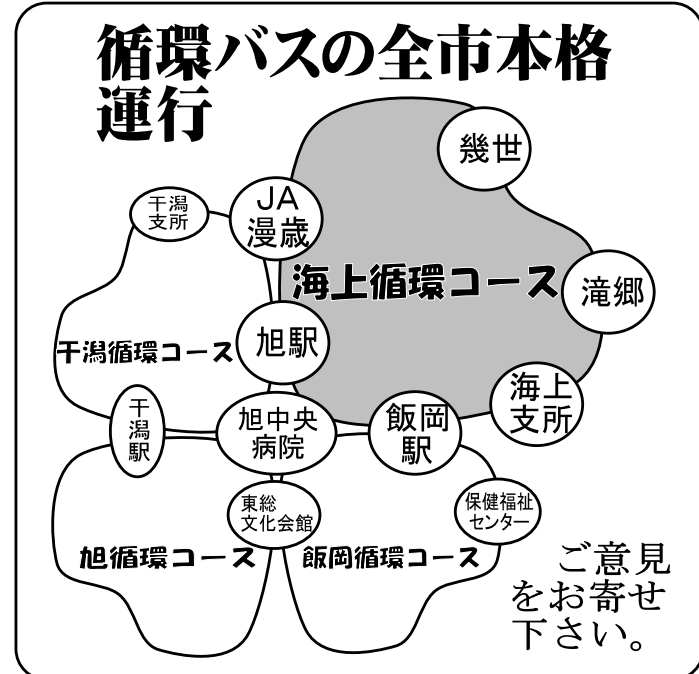 循環バスの全市本格
運行
幾世
JA
漫歳
干潟
支所
海上循環コース
滝郷
旭駅
干潟循環コース
海上
支所
干
潟
駅
旭中央
病院
飯岡
駅
東総
文化会館
保健福祉
センター
旭循環コース
飯岡循環コース
ご意見
をお寄せ
下さい。